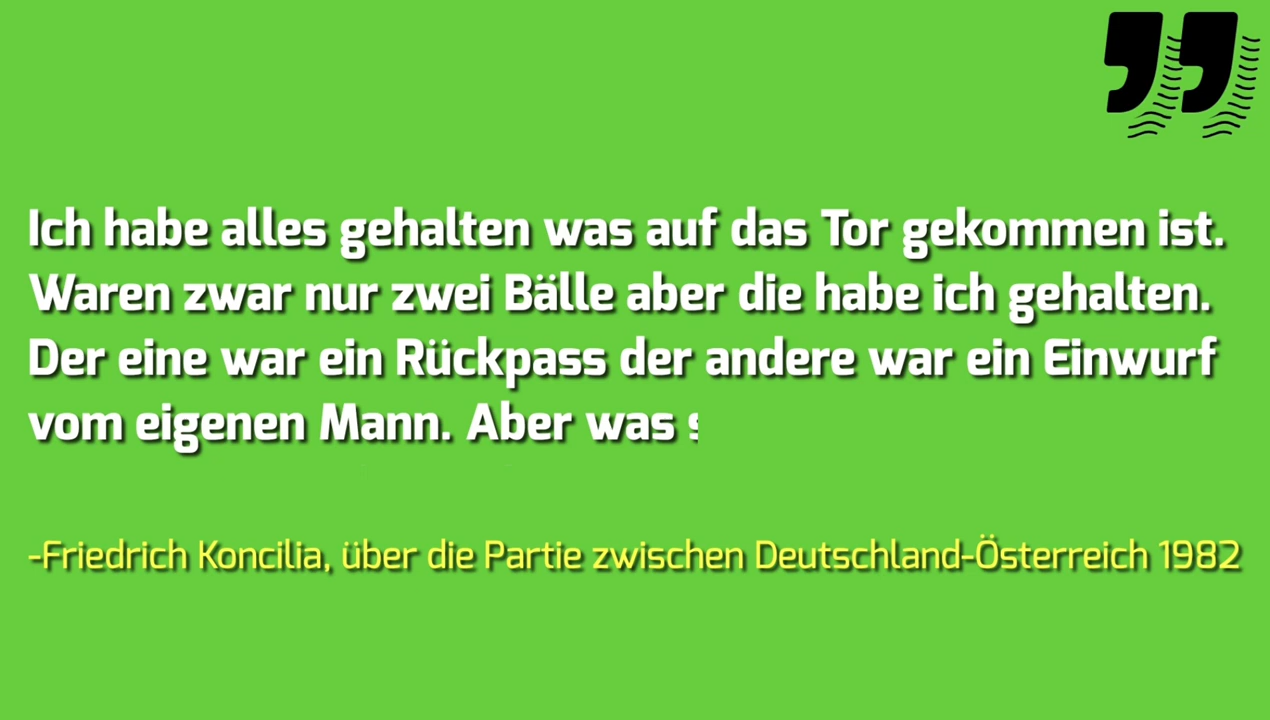 Ich habe alles gehalten was auf das Tor gekommen ist.
Waren zwar nur zwei Bälle aber die habe ich gehalten.
Der eine war ein Rückpass der andere war ein Einwurf
vom eigenen Mann. Aber was
-Friedrich Koncilia, über die Partie zwischen Deutschland-Österreich 1982